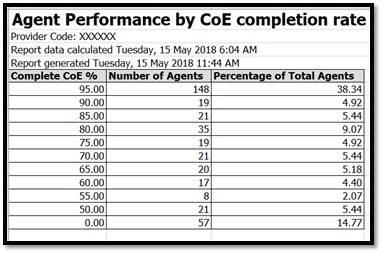 Agent Performance by CoE completion rate
Provider Code: XXXXXX
Report data calculated Tuesday, 15 May 2018 6:04 AM
Report generated Tuesday, 15 May 2018 11:44 AM
Complete CoE % Number of Agents Percentage of Total Agents
95.00 148 38.34
90.00 19 4.92
85.00 21 5.44
80.00 35 9.07
75.00 19 4.92
70.00 21 5.44
65.00 20 5.18
60.00 17 4.40
55.00 8 2.07
50.00 21 5.44
0.00 57 14.77